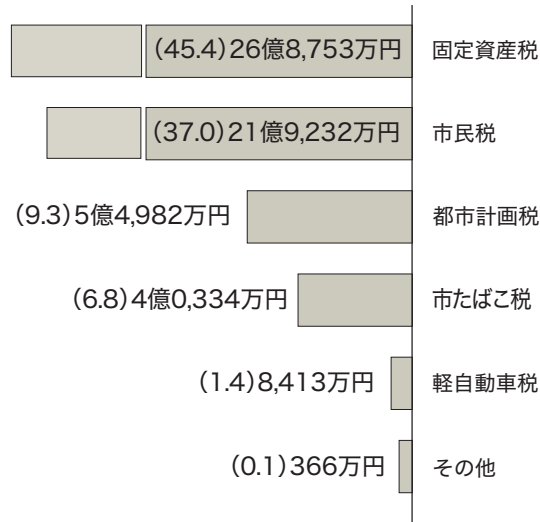 (45.4)26億8,753万円 固定資産税
(37.0)21億9,232万円 市民税
(9.3)5億4,982万円 都市計画税
(6.8)4億0,334万円 市たばこ税
(1.4)8,413万円 軽自動車税
(0.1)366万円 その他